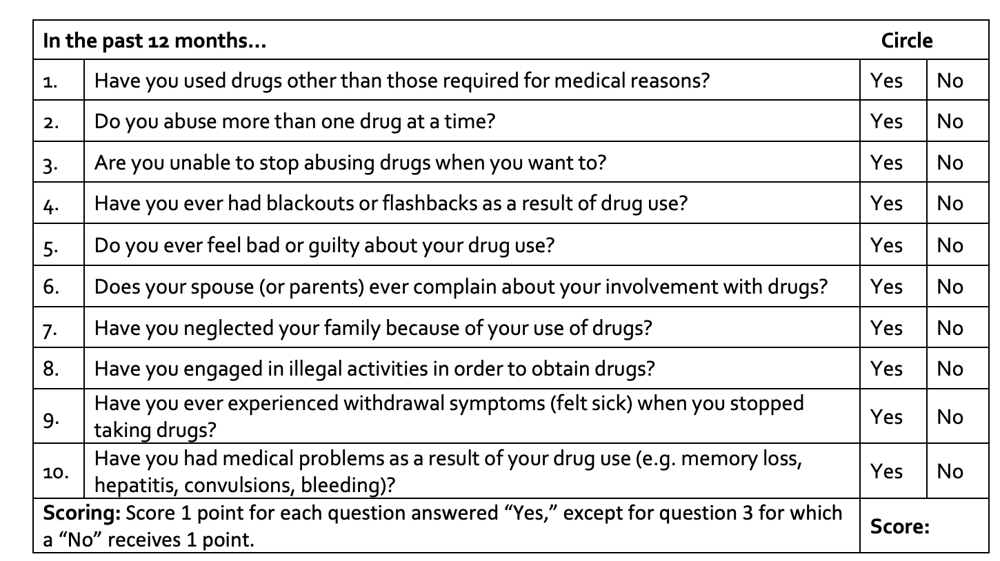 In the past 12 months... Circle
1. Have you used drugs other than those required for medical reasons? Yes No
2. Do you abuse more than one drug at a time? Yes No
3. Are you unable to stop abusing drugs when you want to? Yes No
4. Have you ever had blackouts or flashbacks as a result of drug use? Yes No
5. Do you ever feel bad or guilty about your drug use? Yes No
6. Does your spouse (or parents) ever complain about your involvement with drugs? Yes No
7. Have you neglected your family because of your use of drugs? Yes No
8. Have you engaged in illegal activities in order to obtain drugs? Yes No
9. Have you ever experienced withdrawal symptoms (felt sick) when you stopped
taking drugs? Yes No
10. Have you had medical problems as a result of your drug use (e.g. memory loss,
hepatitis, convulsions, bleeding)? Yes No
Scoring: Score 1 point for each question answered “Yes,” except for question 3 for which
a “No” receives 1 point. Score: